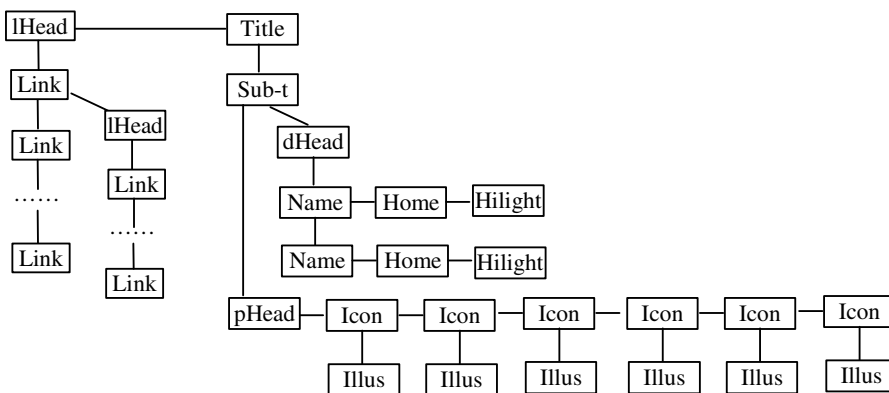 lHead Title
Link Sub-t
lHead
Link dHead
Link
...... Name Home Hilight
......
Link Name Home Hilight
Link
pHead Icon Icon Icon Icon Icon Icon
Illus Illus Illus Illus Illus Illus